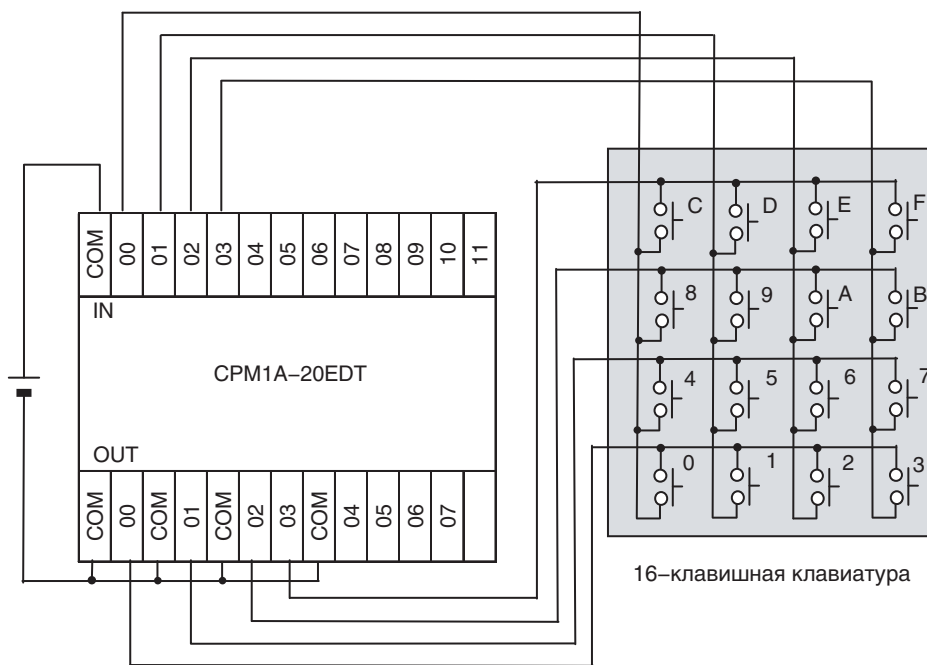 C D E F
COM 00 01 02 03 04 05 06 07 08 09 10 11
IN
8 9 A B
CPM1A–20EDT
4 5 6 7
OUT
0 1 2 3
COM 00 COM 01 COM 02 03 COM 04 05 06 07
16–клавишная клавиатура